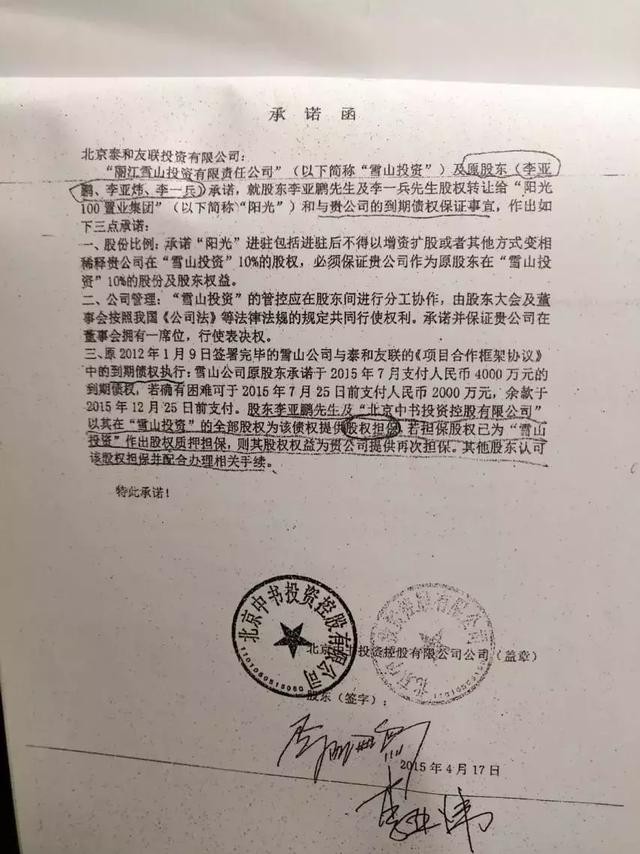 承诺函
北京泰和友联投资有限公司:
“丽江雪山投资有限责任公司”(以下简称“雪山投资”)及原股东(李亚
鹏、李亚炜、李一兵)承诺,就股东李亚鹏先生及李一兵先生股权转让给“阳光
100置业集团”(以下简称“阳光”)和与贵公司的到期债权保证事宜,作出如
下三点承诺:
一、股份比例:承诺“阳光”进驻包括进驻后不得以增资扩股或者其他方式变相
稀释贵公司在“雪山投资”10%的股权,必须保证贵公司作为原股东在“雪山投
资”10%的股份及股东权益。
二、公司管理:“雪山投资”的管控应在股东间进行分工协作,由股东大会及董
事会按照我国《公司法》等法律法规的规定共同行使权利。承诺并保证贵公司在
董事会拥有一席位,行使表决权。
三、原2012年1月9日签署完毕的雪山公司与泰和友联的《项目合作框架协议》
中的到期债权执行:雪山公司原股东承诺于2015年7月支付人民币4000万元的
到期债权,若确有困难可于2015年7月25日前支付人民币2000万元,余款于
2015年12月25日前支付。股东李亚鹏先生及“北京中书投资控股有限公司”
以其在“雪山投资”的全部股权为该债权提供股权担保。若担保股权已为“雪山
投资”作出股权质押担保,则其股权权益为贵公司提供再次担保。其他股东认可
该股权担保并配合办理相关手续。
特此承诺!
北京中书投资控股有限公司
投资控股有限公司公司(盖章)
股东(签字):
李亚鹏
2015年4月17日
李亚炜